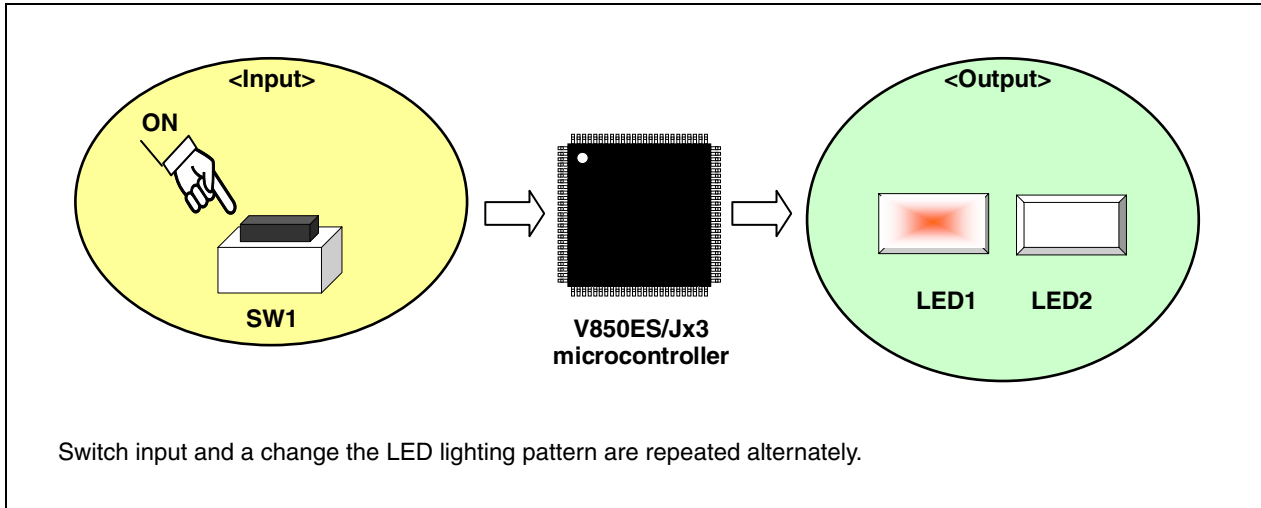 <Input>
ON
SW1
V850ES/Jx3
microcontroller
<Output>
LED1 LED2
Switch input and a change the LED lighting pattern are repeated alternately.